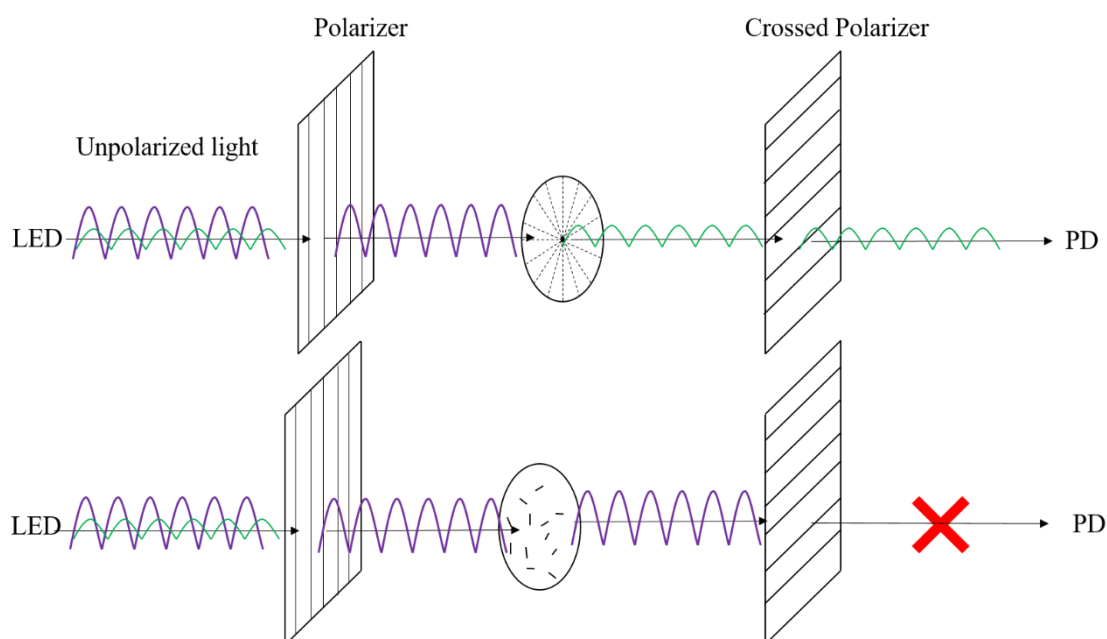 Polarizer
Crossed Polarizer
Unpolarized light
LED
PD
LED
PD